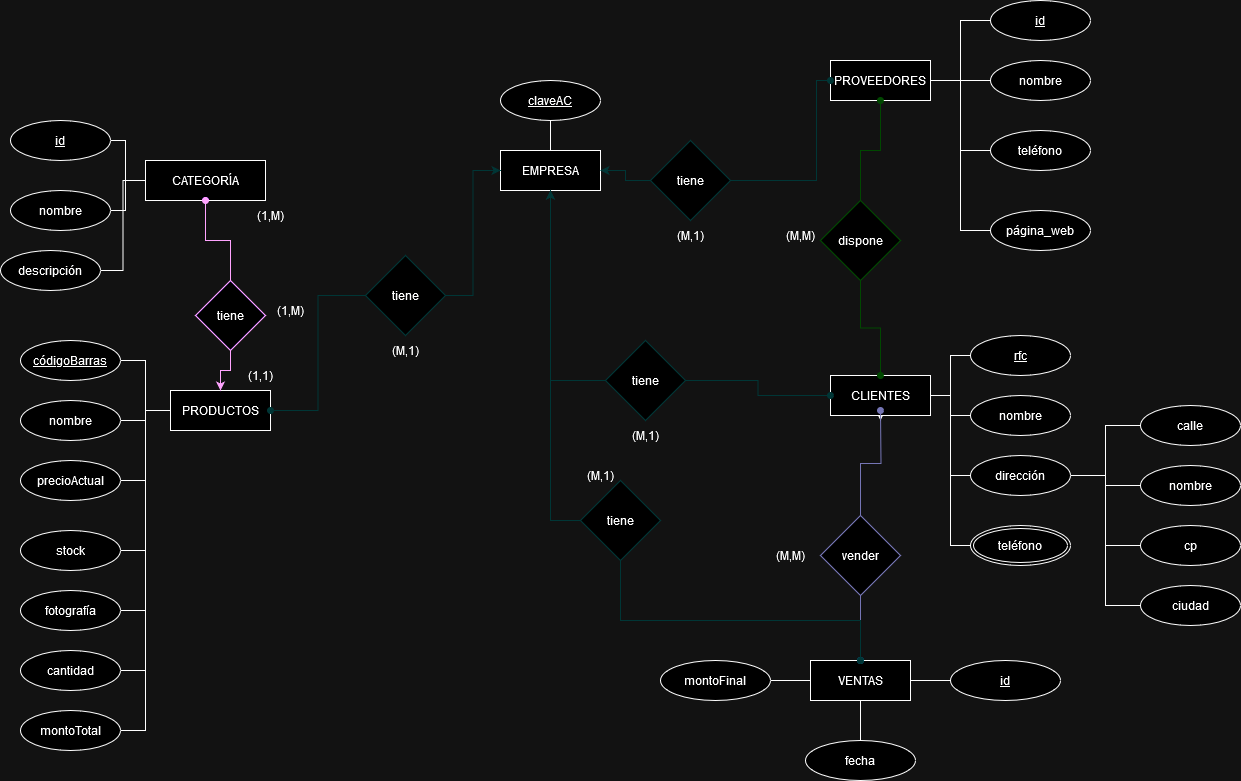 id
nombre
teléfono
página_web
PROVEEDORES
claveAC
EMPRESA
tiene
(M,1)
(M,M)
dispone
id
nombre
descripción
CATEGORÍA
(1,M)
tiene
(1,M)
(1,1)
tiene
(M,1)
códigoBarras
nombre
precioActual
stock
fotografía
cantidad
montoTotal
PRODUCTOS
tiene
(M,1)
CLIENTES
rfc
nombre
dirección
teléfono
calle
nombre
cp
ciudad
(M,1)
tiene
(M,M)
vender
montoFinal
VENTAS
id
fecha